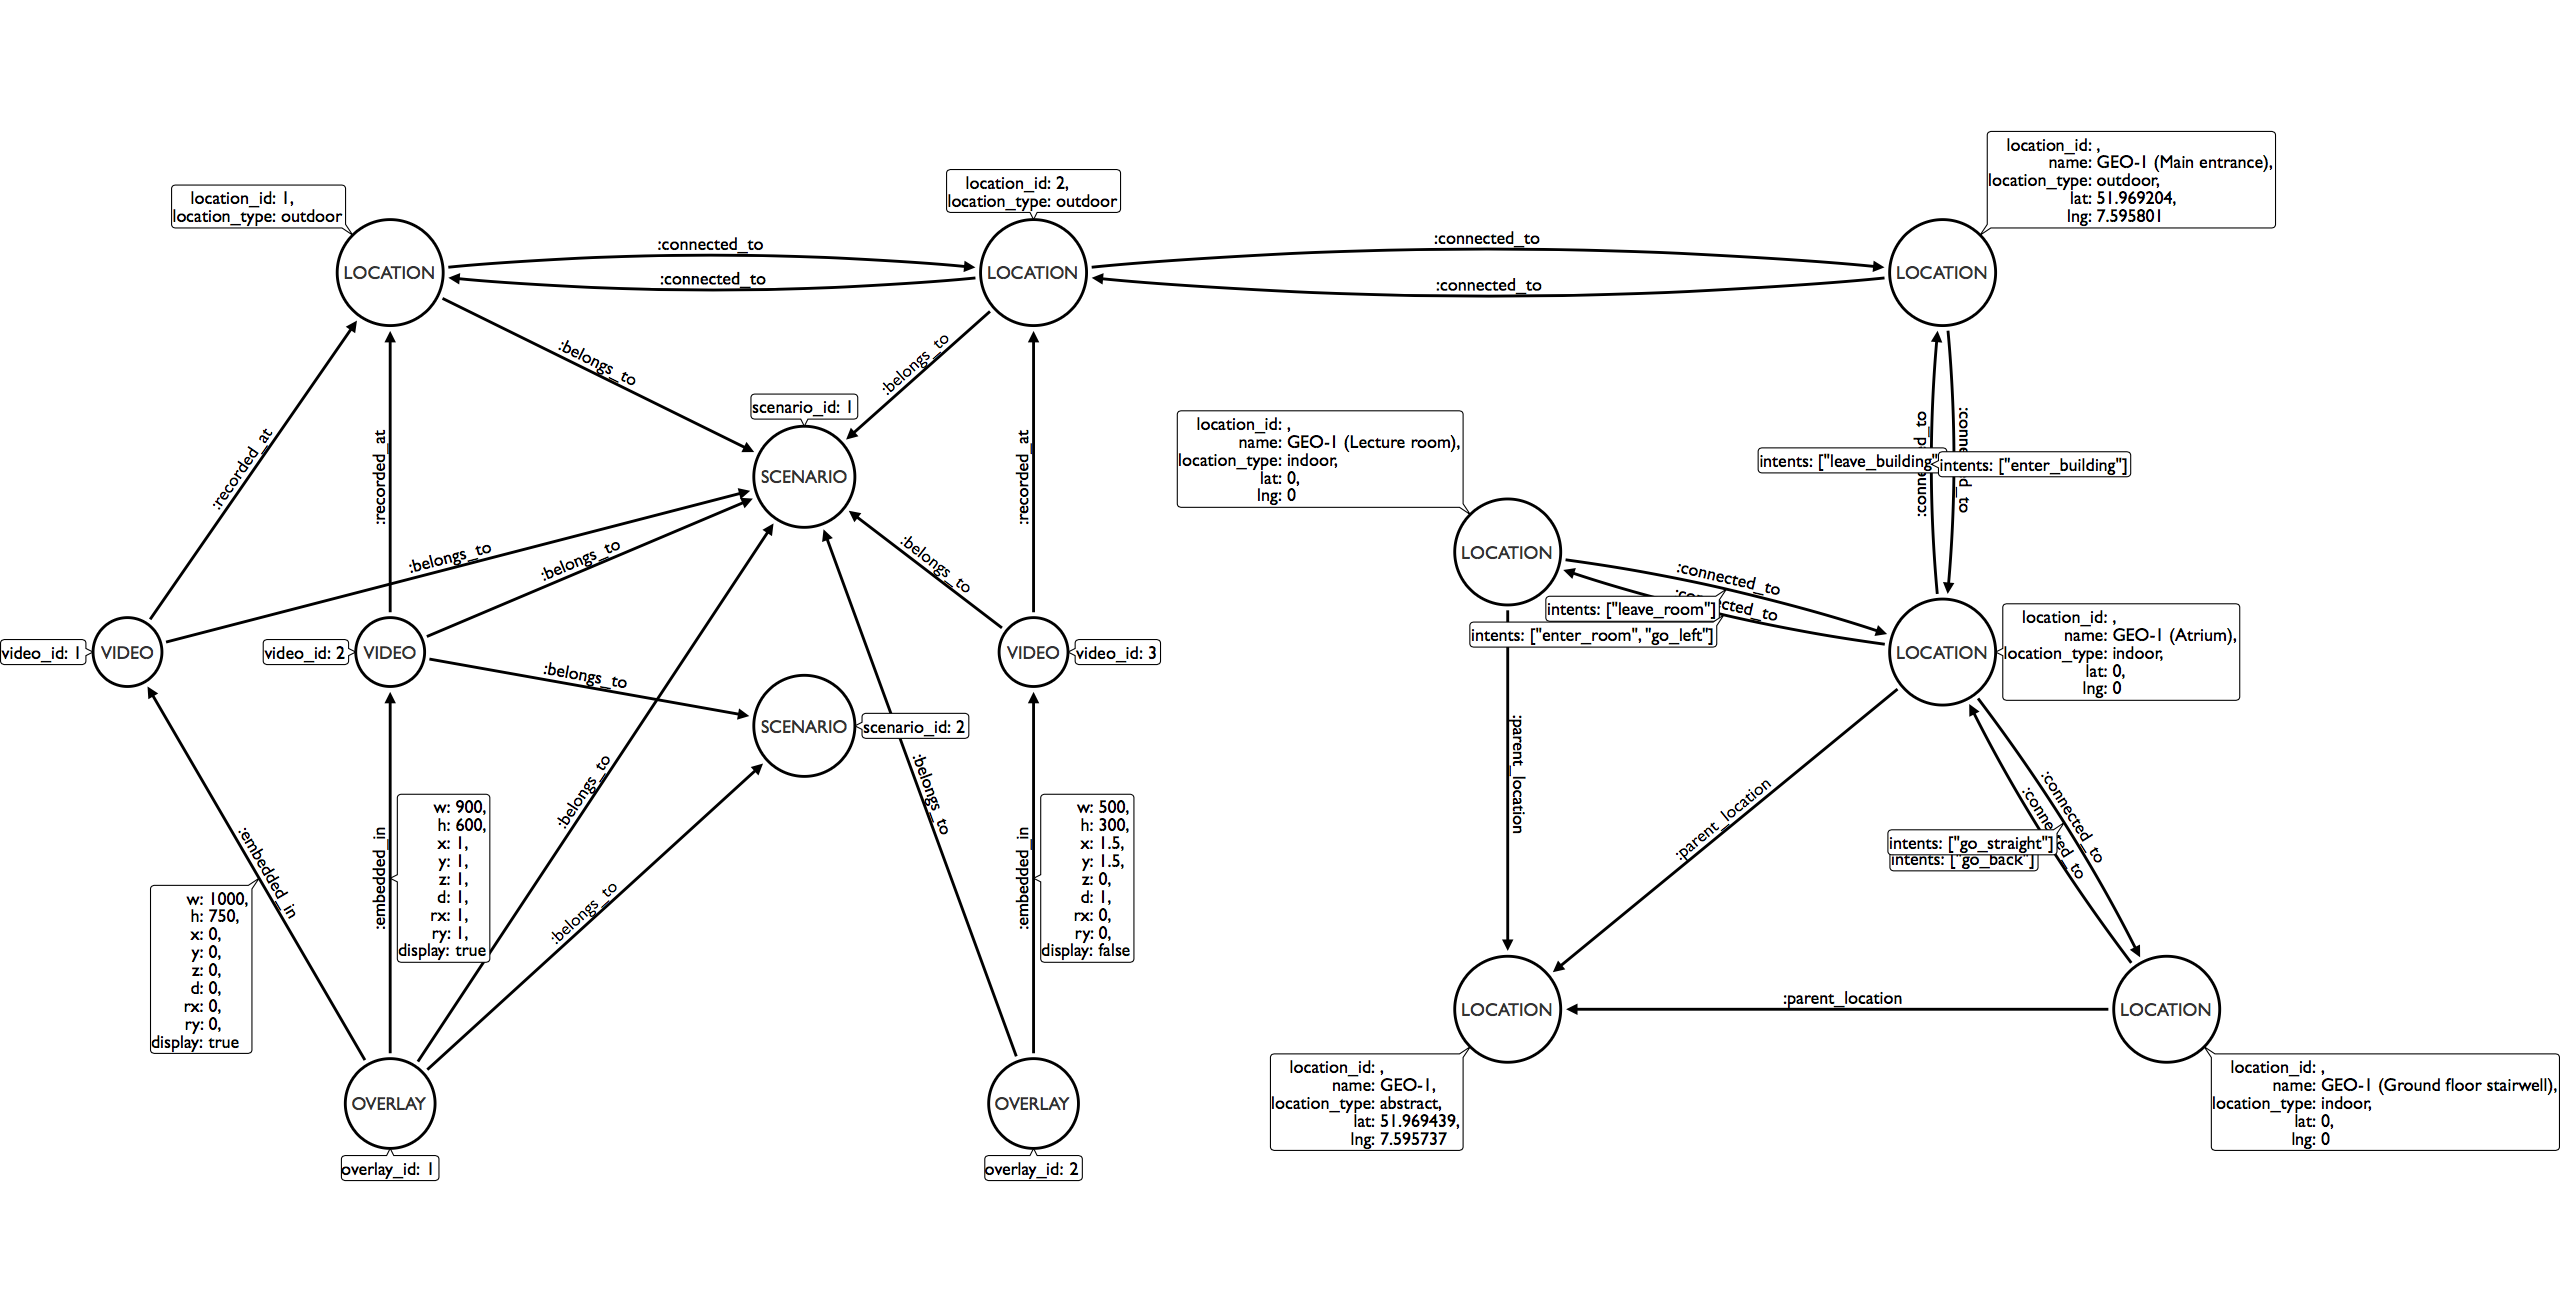 location_id: ,
name: GEO-1 (Main entrance),
location_type: outdoor,
lat: 51.969204,
lng: 7.595801
location_id: 1,
location_type: outdoor
location_id: 2,
location_type: outdoor
:connected_to
:connected_to
:connected_to
:connected_to
LOCATION
LOCATION
LOCATION
:belongs_to
:belongs_to
scenario_id: 1
SCENARIO
:recorded_at
:recorded_at
:recorded_at
location_id: ,
name: GEO-1 (Lecture room),
location_type: indoor,
lat: 0,
lng: 0
:connected_to
:connected_to
intents: ["leave_building"
intents: ["enter_building"]
LOCATION
:belongs_to
:belongs_to
:belongs_to
:connected_to
:connected_to
intents: ["leave_room"]
intents: ["enter_room", "go_left"]
video_id: 1
VIDEO
video_id: 2
VIDEO
VIDEO
video_id: 3
LOCATION
location_id: ,
name: GEO-1 (Atrium),
location_type: indoor,
lat: 0,
lng: 0
:belongs_to
SCENARIO
scenario_id: 2
:parent_location
:parent_location
:connected_to
:connected_to
intents: ["go_straight"]
intents: ["go_back"]
:belongs_to
:belongs_to
:belongs_to
:embedded_in
:embedded_in
:embedded_in
w: 900,
h: 600,
x: 1,
y: 1,
z: 1,
d: 1,
rx: 1,
ry: 1,
display: true
w: 500,
h: 300,
x: 1.5,
y: 1.5,
z: 0,
d: 1,
rx: 0,
ry: 0,
display: false
w: 1000,
h: 750,
x: 0,
y: 0,
z: 0,
d: 0,
rx: 0,
ry: 0,
display: true
LOCATION
:parent_location
LOCATION
OVERLAY
overlay_id: 1
OVERLAY
overlay_id: 2
location_id: ,
name: GEO-1,
location_type: abstract,
lat: 51.969439,
lng: 7.595737
location_id: ,
name: GEO-1 (Ground floor stairwell),
location_type: indoor,
lat: 0,
lng: 0